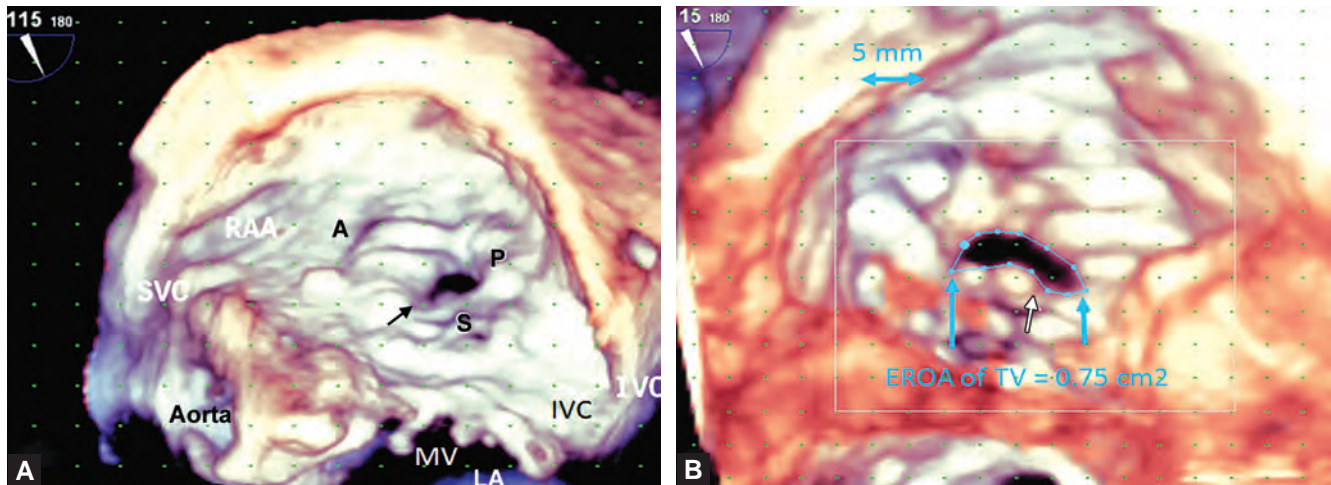 115 180
RAA
A
P
SVC
S
Aorta
IVC
IVC
MV
LA
A
15 180
5 mm
EROA of TV = 0.75 cm2
B